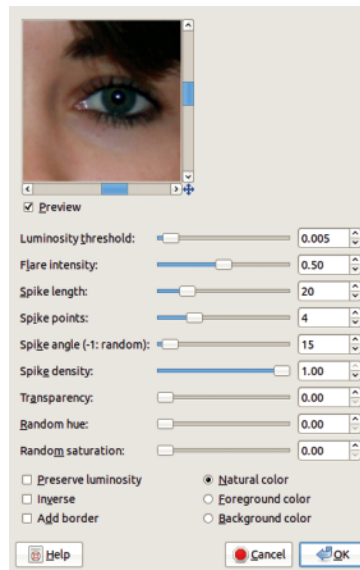 Preview
Luminosity threshold: 0.005
Flare intensity: 0.50
Spike length: 20
Spike points: 4
Spike angle (-1: random): 15
Spike density: 1.00
Transparency: 0.00
Random hue: 0.00
Random saturation: 0.00
Preserve luminosity Natural color
Inverse Foreground color
Add border Background color
Help Cancel OK